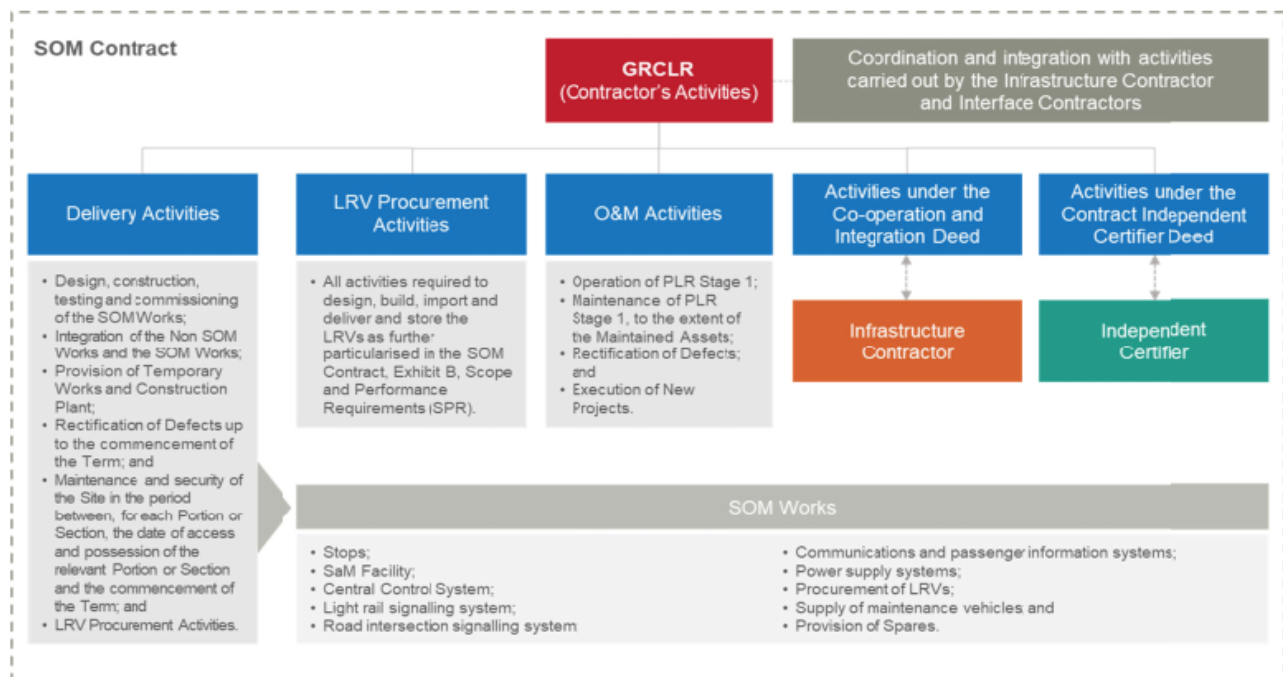 SOM Contract
GRCLR
(Contractor's Activities)
Coordination and integration with activities
carried out by the Infrastructure Contractor
and Interface Contractors
Delivery Activities
LRV Procurement
Activities
O&M Activities
Activities under the
Co-operation and
Integration Deed
Activities under the
Contract Independent
Certifier Deed
• Design, construction,
testing and commissioning
of the SOM Works;
• Integration of the Non SOM
Works and the SOM Works;
• Provision of Temporary
Works and Construction
Plant;
• Rectification of Defects up
to the commencement of
the Term; and
• Maintenance and security of
the Site in the period
between, for each Portion or
Section, the date of access
and possession of the
relevant Portion or Section
and the commencement of
the Term; and
• LRV Procurement Activities.
• All activities required to
design, build, import and
deliver and store the
LRVs as further
particularised in the SOM
Contract, Exhibit B, Scope
and Performance
Requirements (SPR).
• Operation of PLR Stage 1;
• Maintenance of PLR
Stage 1, to the extent of
the Maintained Assets;
• Rectification of Defects;
and
• Execution of New
Projects.
Infrastructure
Contractor
Independent
Certifier
SOM Works
• Stops;
• SaM Facility;
• Central Control System;
• Light rail signalling system;
• Road intersection signalling system
• Communications and passenger information systems;
• Power supply systems;
• Procurement of LRVs;
• Supply of maintenance vehicles; and
• Provision of Spares.